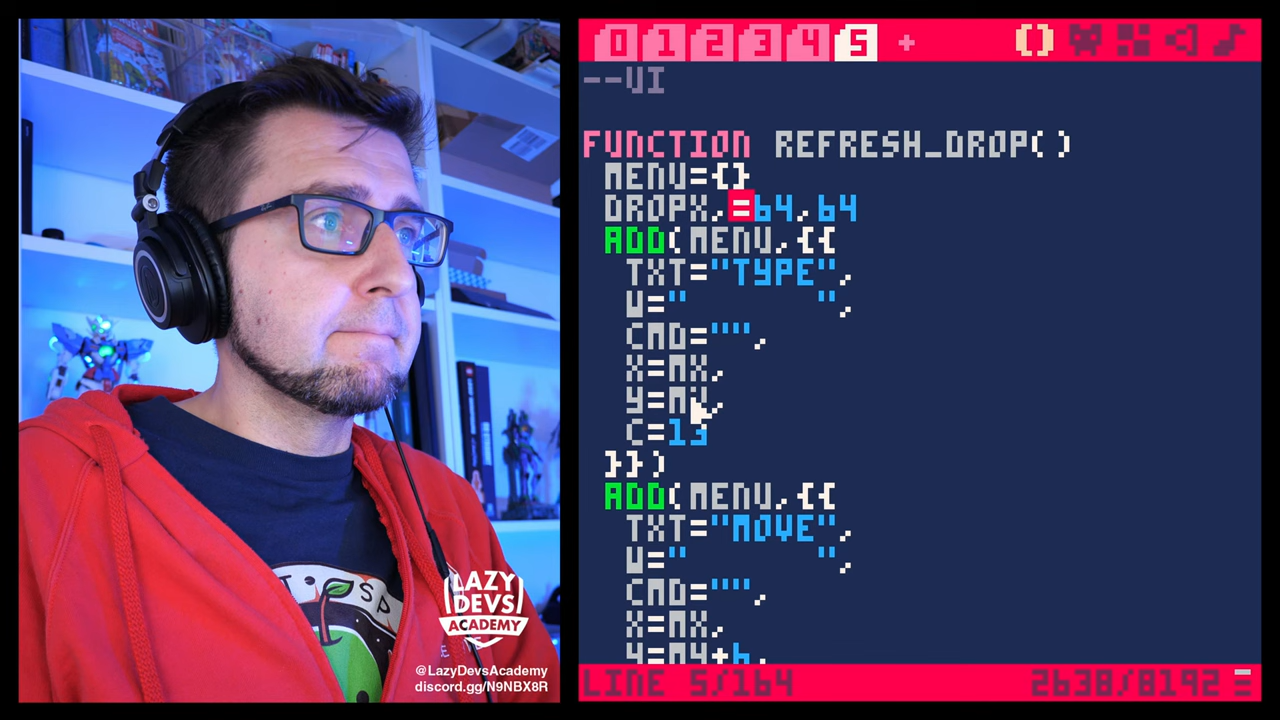 0 1 2 3 4 5 +
--UI
FUNCTION REFRESH_DROP()
MENU={}
DROPX,=64,64
ADD(MENU,{{
TXT="TYPE",
W="       ",
CMD="",
X=MX,
Y=MY,
C=13
}})
ADD(MENU,{{
TXT="MOVE",
W="       ",
CMD="",
X=MX,
Y=MY+6,
LINE 5/164
2638/8192
LAZY
DEVS
ACADEMY
@LazyDevsAcademy
discord.gg/N9NBX8R